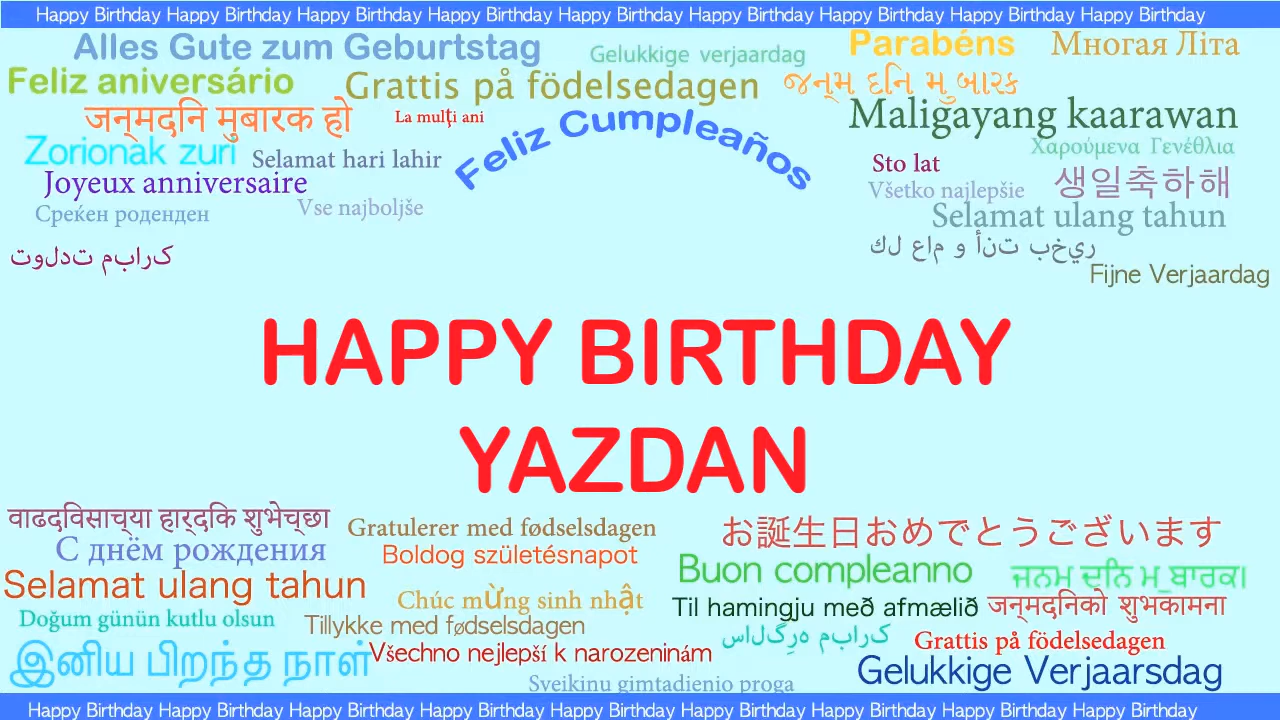 Happy Birthday Happy Birthday Happy Birthday Happy Birthday Happy Birthday Happy Birthday Happy Birthday Happy Birthday Happy Birthday
Alles Gute zum Geburtstag
Gelukkige verjaardag
Parabéns
Многая Літа
Feliz aniversário
Grattis på födelsedagen
જન્મ દિન મુબારક
जन्मदिन मुबारक हो
La mulţi ani
Feliz Cumpleaños
Maligayang kaarawan
Zorionak zuri
Selamat hari lahir
Sto lat
Χαρούμενα Γενέθλια
Joyeux anniversaire
Všetko najlepšie
생일축하해
Среќен роденден
Vse najboljše
Selamat ulang tahun
تولدت مبارک
كل عام و أنت بخير
Fijne Verjaardag
HAPPY BIRTHDAY
YAZDAN
वाढदिवसाच्या हार्दिक शुभेच्छा
Gratulerer med fødselsdagen
お誕生日おめでとうございます
С днём рождения
Boldog születésnapot
Buon compleanno
ਜਨਮ ਦਿਨ ਮੁਬਾਰਕ।
Selamat ulang tahun
Chúc mừng sinh nhật
Til hamingju með afmælið
जन्मदिनको शुभकामना
Doğum günün kutlu olsun
Tillykke med fødselsdagen
سالگرہ مبارک
Grattis på födelsedagen
இனிய பிறந்த நாள்
Všechno nejlepší k narozeninám
Gelukkige Verjaarsdag
Sveikinu gimtadienio proga
Happy Birthday Happy Birthday Happy Birthday Happy Birthday Happy Birthday Happy Birthday Happy Birthday Happy Birthday Happy Birthday